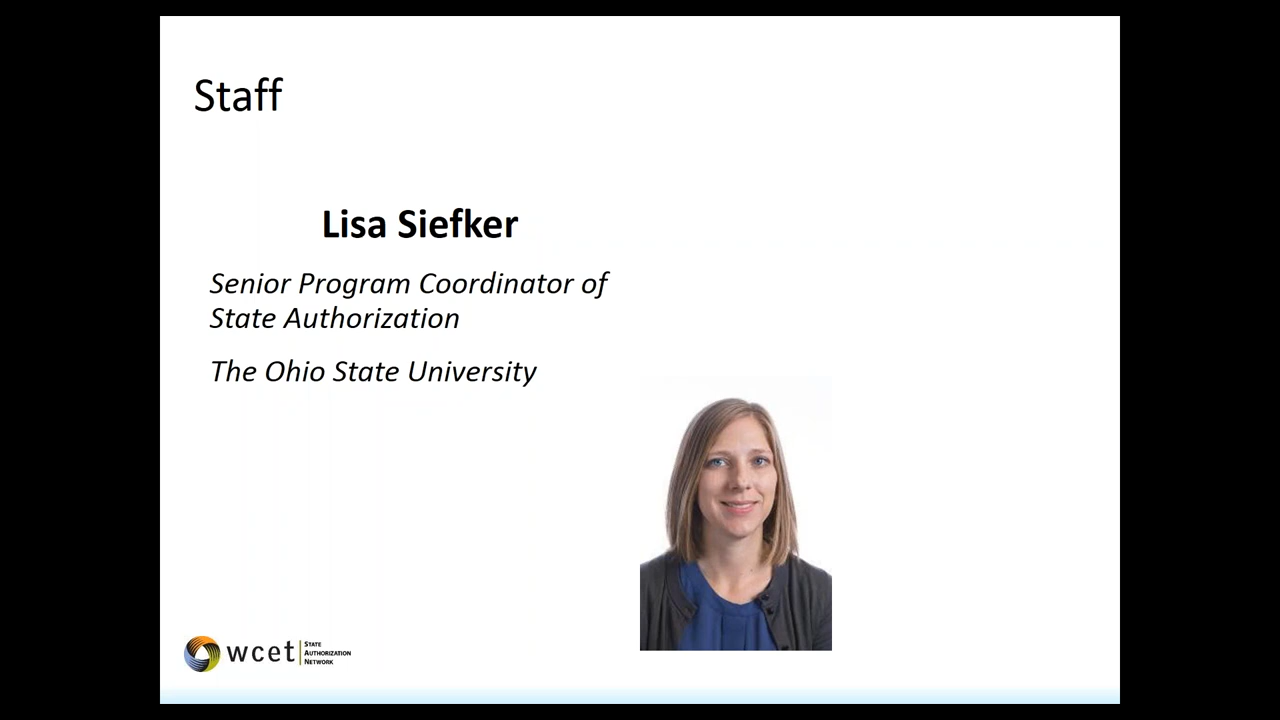 Staff
Lisa Siefker
Senior Program Coordinator of
State Authorization
The Ohio State University
wcet
STATE
AUTHORIZATION
NETWORK